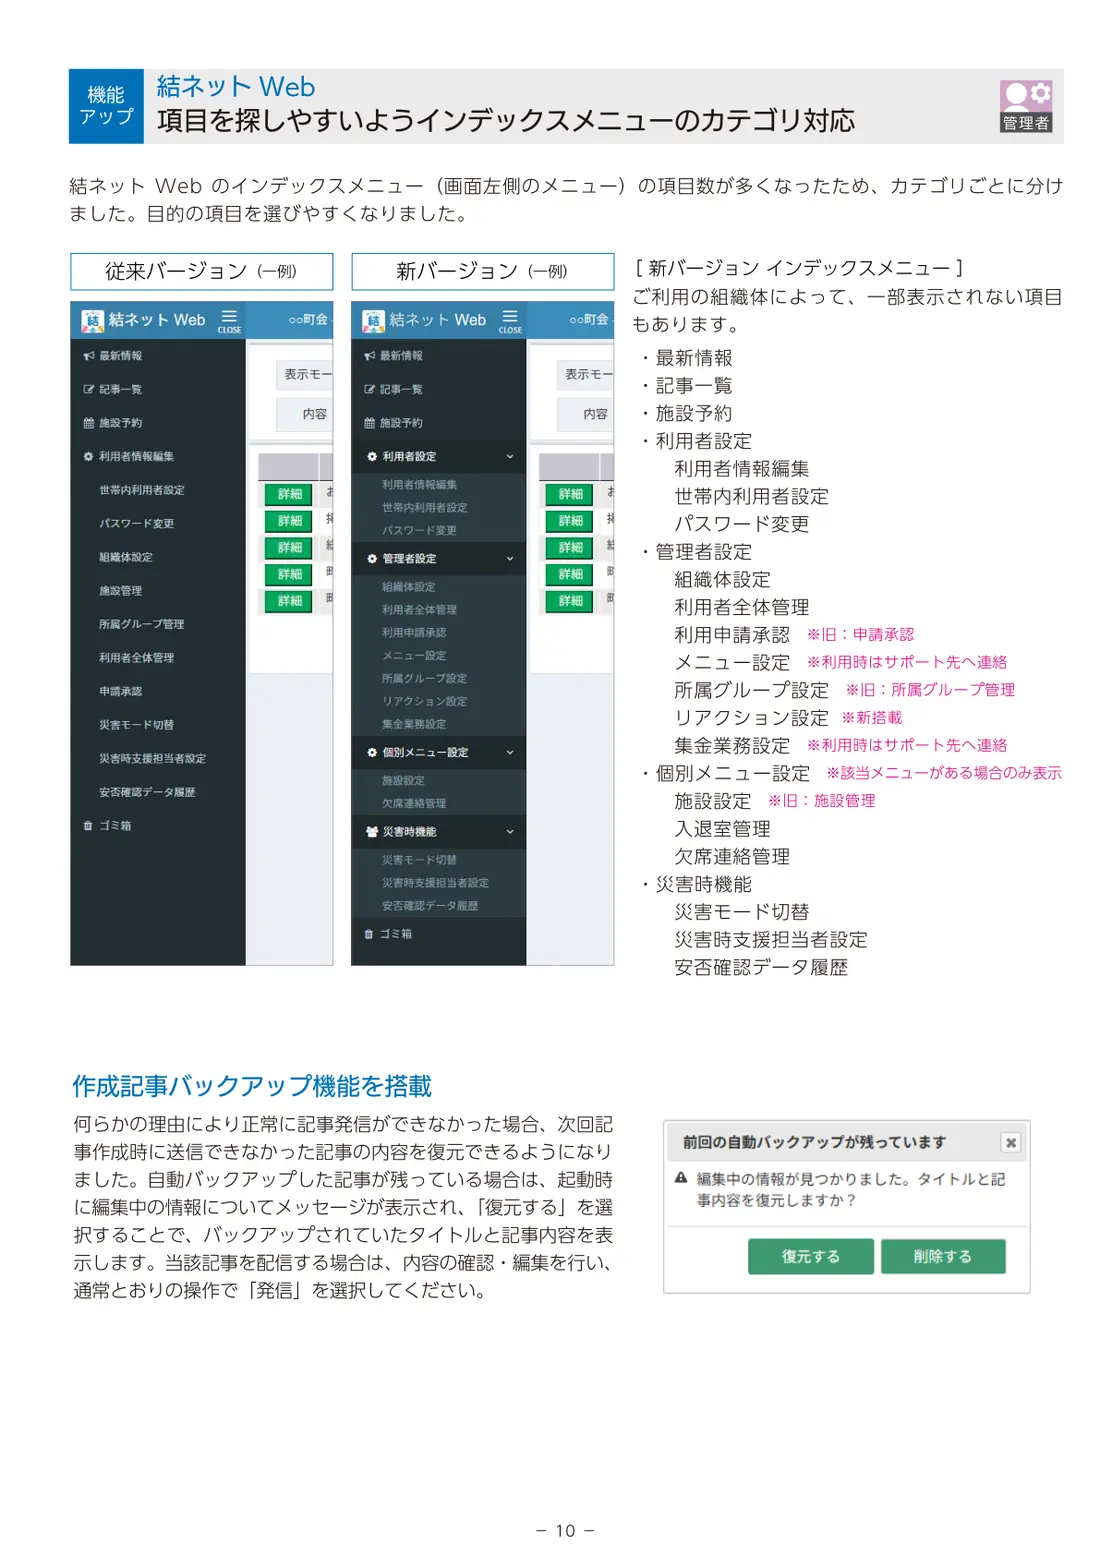 機能
アップ
結ネット Web
項目を探しやすいようインデックスメニューのカテゴリ対応
管理者
結ネット Web のインデックスメニュー（画面左側のメニュー）の項目数が多くなったため、カテゴリごとに分け
ました。目的の項目を選びやすくなりました。
従来バージョン（一例）
結ネット Web
CLOSE
○○町会
最新情報
記事一覧
施設予約
利用者情報編集
世帯内利用者設定
パスワード変更
組織体設定
施設管理
所属グループ管理
利用者全体管理
申請承認
災害モード切替
災害時支援担当者設定
安否確認データ履歴
ゴミ箱
表示モー
内容
詳細
詳細
詳細
詳細
詳細
新バージョン（一例）
結ネット Web
CLOSE
○○町会
最新情報
記事一覧
施設予約
利用者設定
利用者情報編集
世帯内利用者設定
パスワード変更
管理者設定
組織体設定
利用者全体管理
利用申請承認
メニュー設定
所属グループ設定
リアクション設定
集金業務設定
個別メニュー設定
施設設定
欠席連絡管理
災害時機能
災害モード切替
災害時支援担当者設定
安否確認データ履歴
ゴミ箱
表示モー
内容
詳細
詳細
詳細
詳細
詳細
［ 新バージョン インデックスメニュー ］
ご利用の組織体によって、一部表示されない項目
もあります。
・最新情報
・記事一覧
・施設予約
・利用者設定
利用者情報編集
世帯内利用者設定
パスワード変更
・管理者設定
組織体設定
利用者全体管理
利用申請承認 ※旧：申請承認
メニュー設定 ※利用時はサポート先へ連絡
所属グループ設定 ※旧：所属グループ管理
リアクション設定 ※新搭載
集金業務設定 ※利用時はサポート先へ連絡
・個別メニュー設定 ※該当メニューがある場合のみ表示
施設設定 ※旧：施設管理
入退室管理
欠席連絡管理
・災害時機能
災害モード切替
災害時支援担当者設定
安否確認データ履歴
作成記事バックアップ機能を搭載
何らかの理由により正常に記事発信ができなかった場合、次回記
事作成時に送信できなかった記事の内容を復元できるようになり
ました。自動バックアップした記事が残っている場合は、起動時
に編集中の情報についてメッセージが表示され、「復元する」を選
択することで、バックアップされていたタイトルと記事内容を表
示します。当該記事を配信する場合は、内容の確認・編集を行い、
通常とおりの操作で「発信」を選択してください。
前回の自動バックアップが残っています
編集中の情報が見つかりました。タイトルと記
事内容を復元しますか？
復元する
削除する
－ 10 －